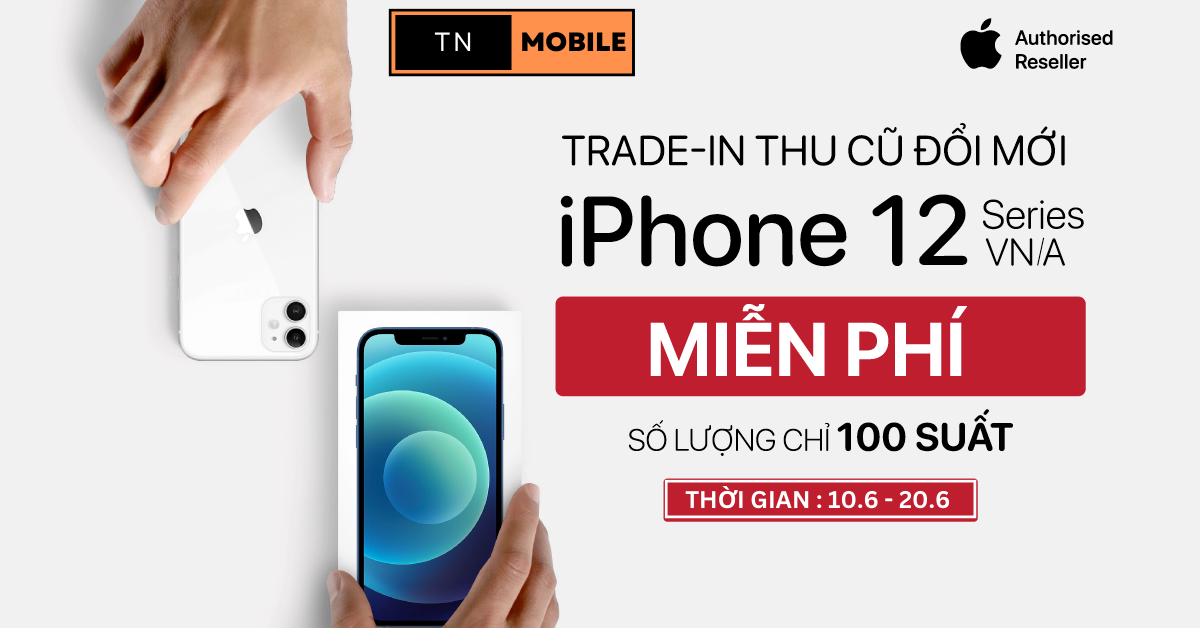 TN MOBILE
Authorised
Reseller
TRADE-IN THU CŨ ĐỔI MỚI
iPhone 12 Series
VN/A
MIỄN PHÍ
SỐ LƯỢNG CHỈ 100 SUẤT
THỜI GIAN : 10.6 - 20.6